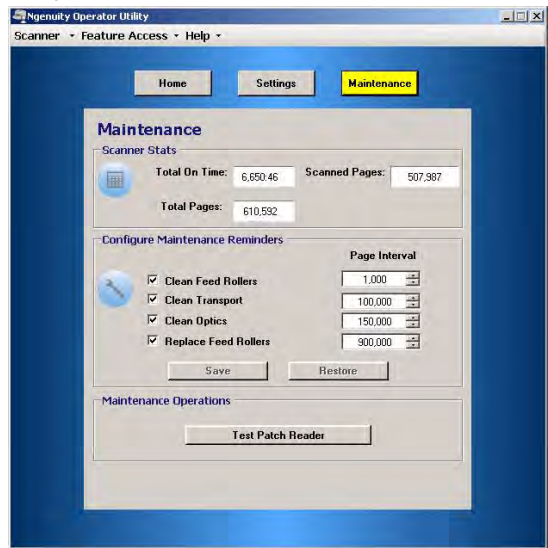 Ngenuity Operator Utility
Scanner Feature Access Help
Home Settings Maintenance
Maintenance
Scanner Stats
Total On Time: 6,650:46 Scanned Pages: 507,987
Total Pages: 610,592
Configure Maintenance Reminders
Page Interval
Clean Feed Rollers 1,000
Clean Transport 100,000
Clean Optics 150,000
Replace Feed Rollers 900,000
Save Restore
Maintenance Operations
Test Patch Reader